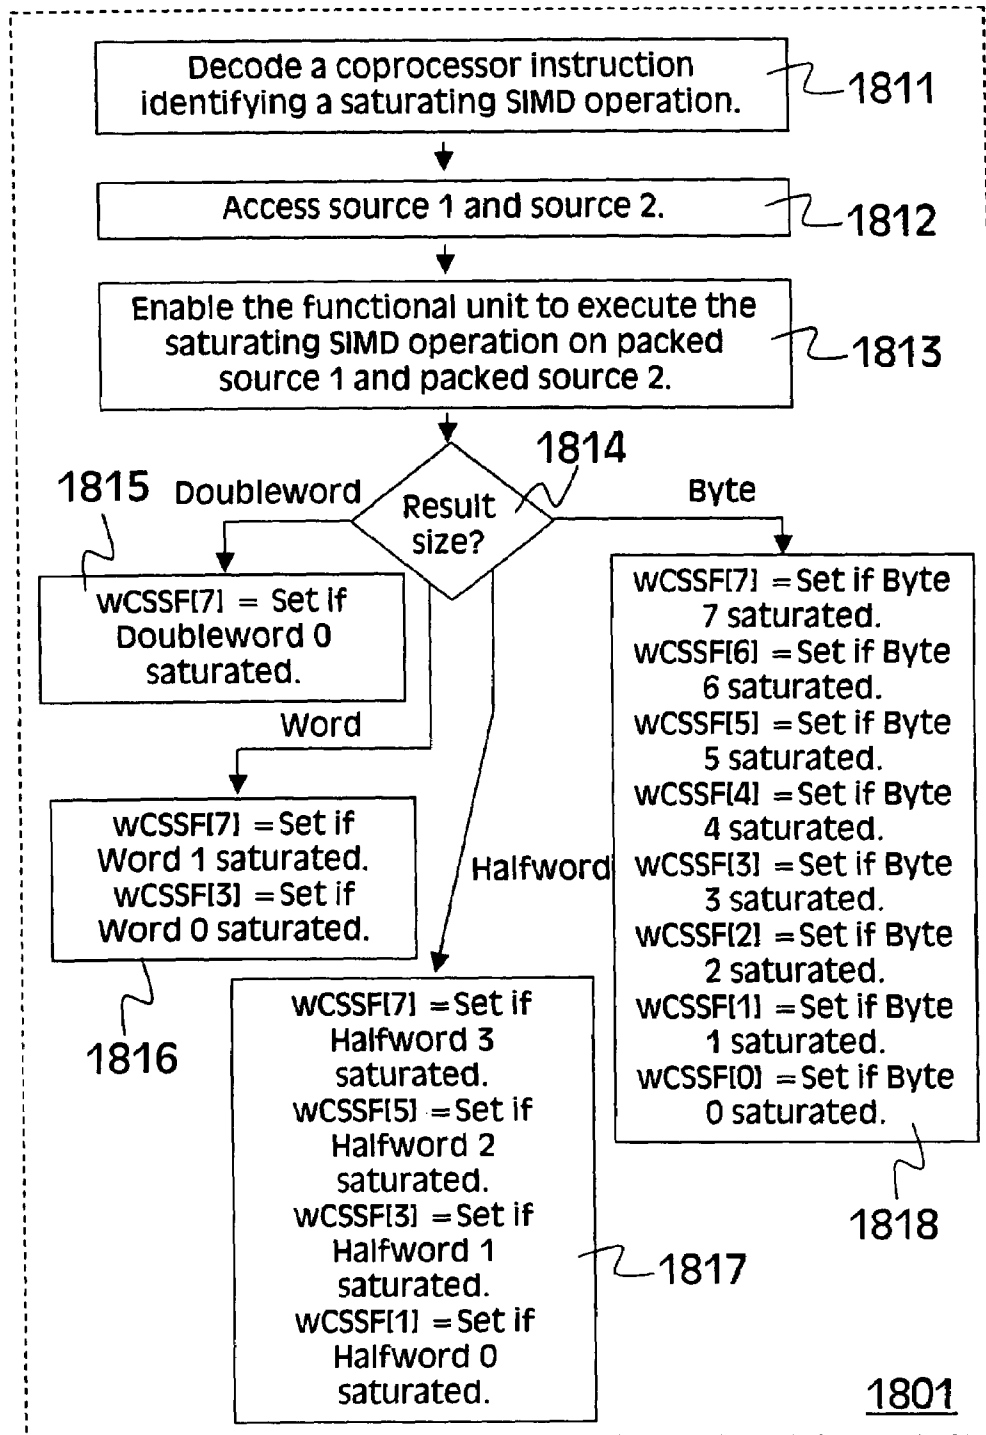 Decode a coprocessor instruction
identifying a saturating SIMD operation.
1811
Access source 1 and source 2.
1812
Enable the functional unit to execute the
saturating SIMD operation on packed
source 1 and packed source 2.
1813
1814
Result
size?
1815
Doubleword
Byte
wCSSF[7] = Set if
Doubleword 0
saturated.
Word
wCSSF[7] = Set if
Word 1 saturated.
wCSSF[3] = Set if
Word 0 saturated.
1816
Halfword
wCSSF[7] = Set if
Halfword 3
saturated.
wCSSF[5] = Set if
Halfword 2
saturated.
wCSSF[3] = Set if
Halfword 1
saturated.
wCSSF[1] = Set if
Halfword 0
saturated.
1817
wCSSF[7] = Set if Byte
7 saturated.
wCSSF[6] = Set if Byte
6 saturated.
wCSSF[5] = Set if Byte
5 saturated.
wCSSF[4] = Set if Byte
4 saturated.
wCSSF[3] = Set if Byte
3 saturated.
wCSSF[2] = Set if Byte
2 saturated.
wCSSF[1] = Set if Byte
1 saturated.
wCSSF[0] = Set if Byte
0 saturated.
1818
1801